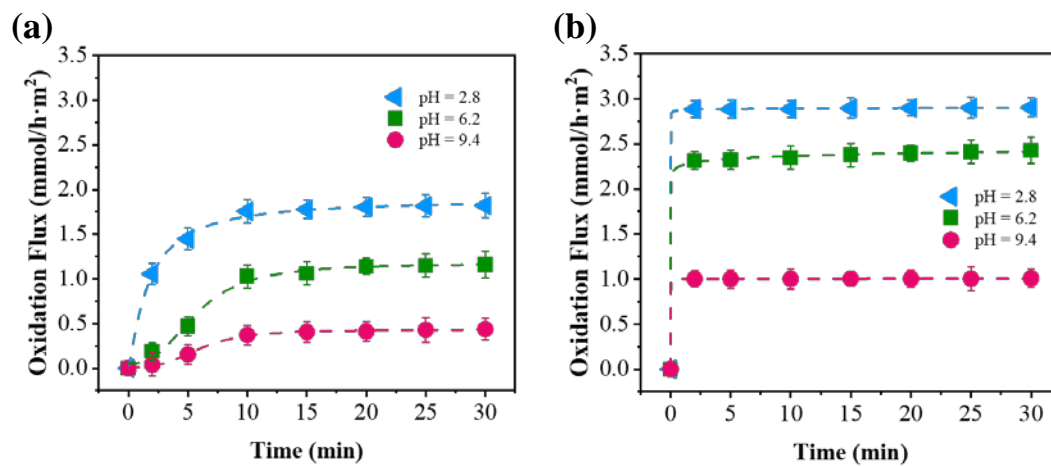 (a)
3.5
3.0
2.5
2.0
1.5
1.0
0.5
0.0
Oxidation Flux (mmol/h·m²)
pH = 2.8
pH = 6.2
pH = 9.4
0 5 10 15 20 25 30
Time (min)
(b)
3.5
3.0
2.5
2.0
1.5
1.0
0.5
0.0
Oxidation Flux (mmol/h·m²)
pH = 2.8
pH = 6.2
pH = 9.4
0 5 10 15 20 25 30
Time (min)